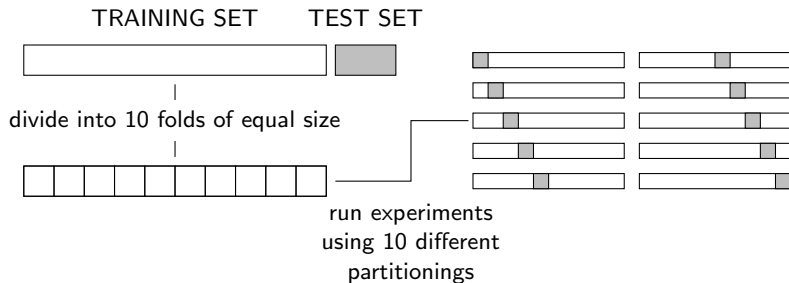 TRAINING SET
TEST SET
divide into 10 folds of equal size
run experiments
using 10 different
partitionings